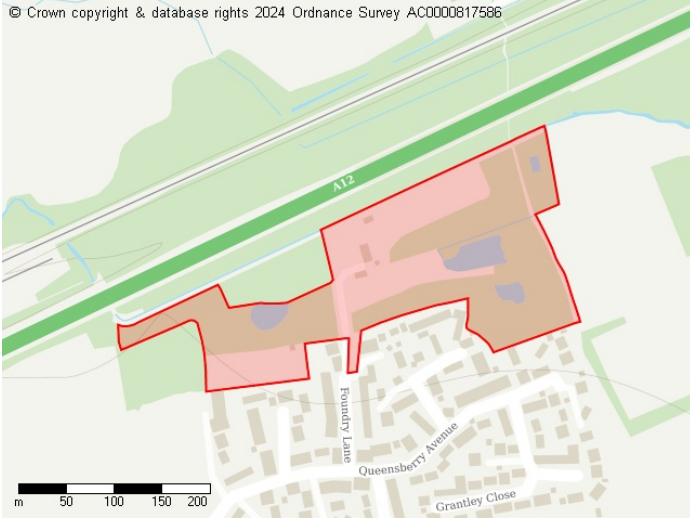 © Crown copyright & database rights 2024 Ordnance Survey AC0000817586
A12
Foundry Lane
Queensberry Avenue
Grantley Close
m 50 100 150 200